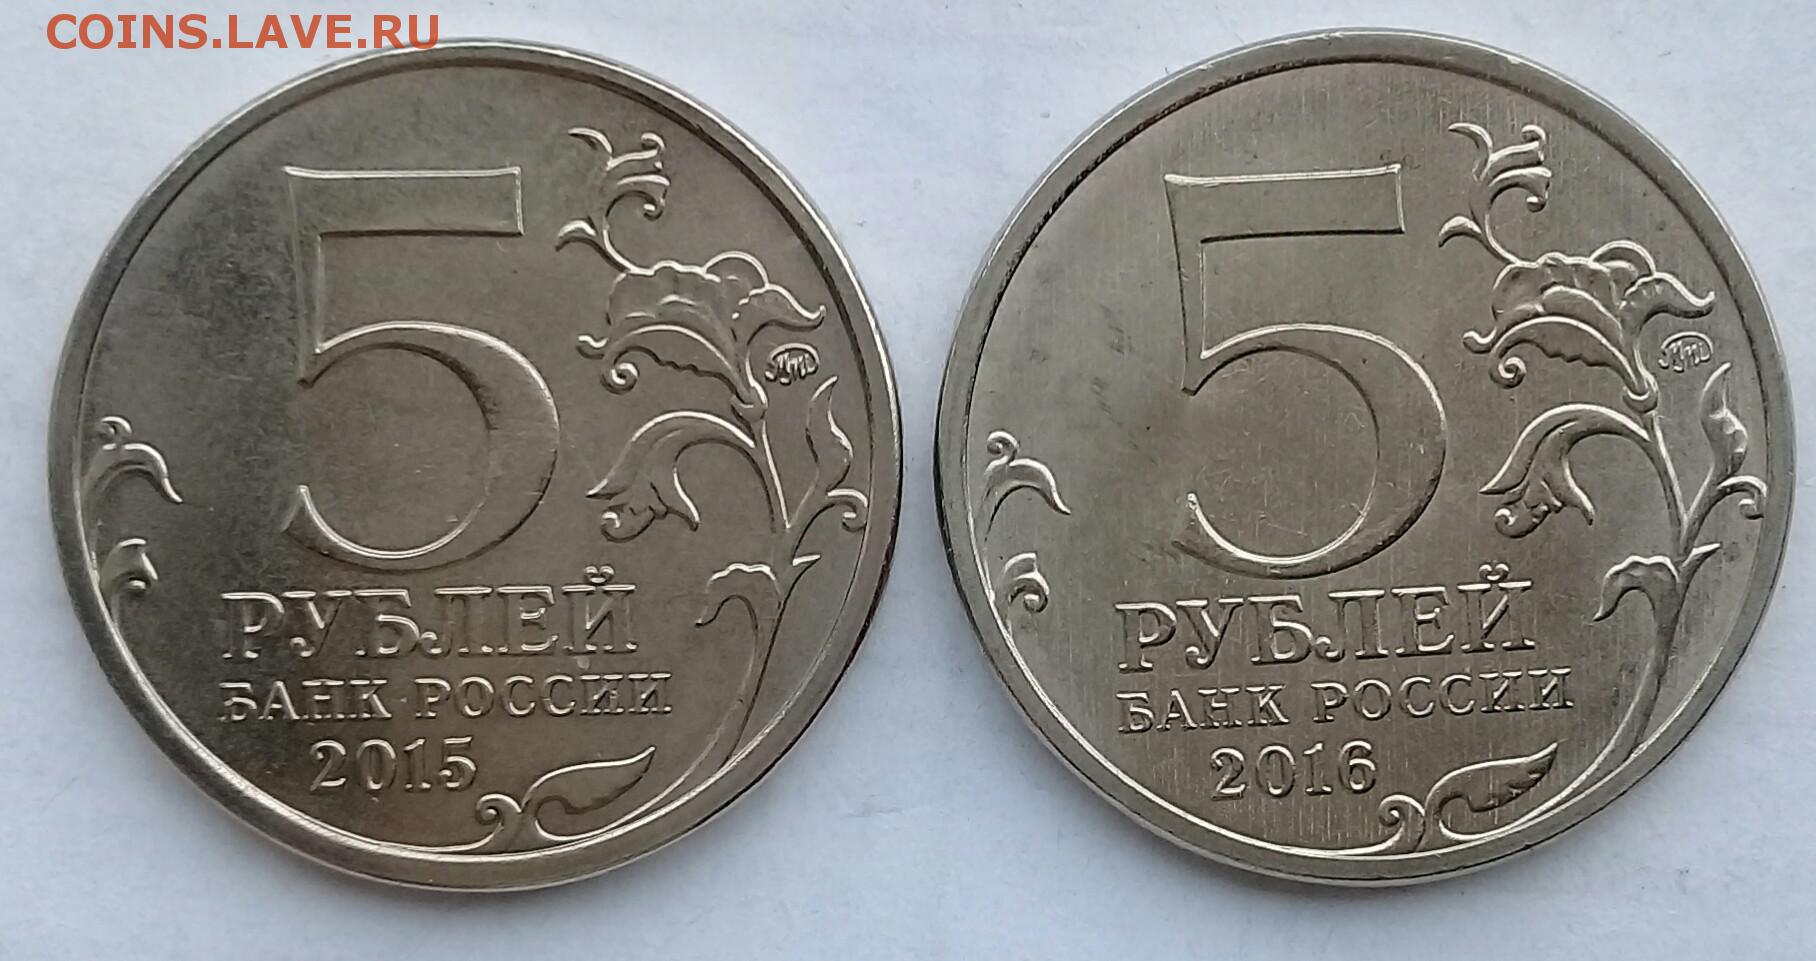 COINS.LAVE.RU
5
РУБЛЕЙ
БАНК РОССИИ
2015
5
РУБЛЕЙ
БАНК РОССИИ
2016